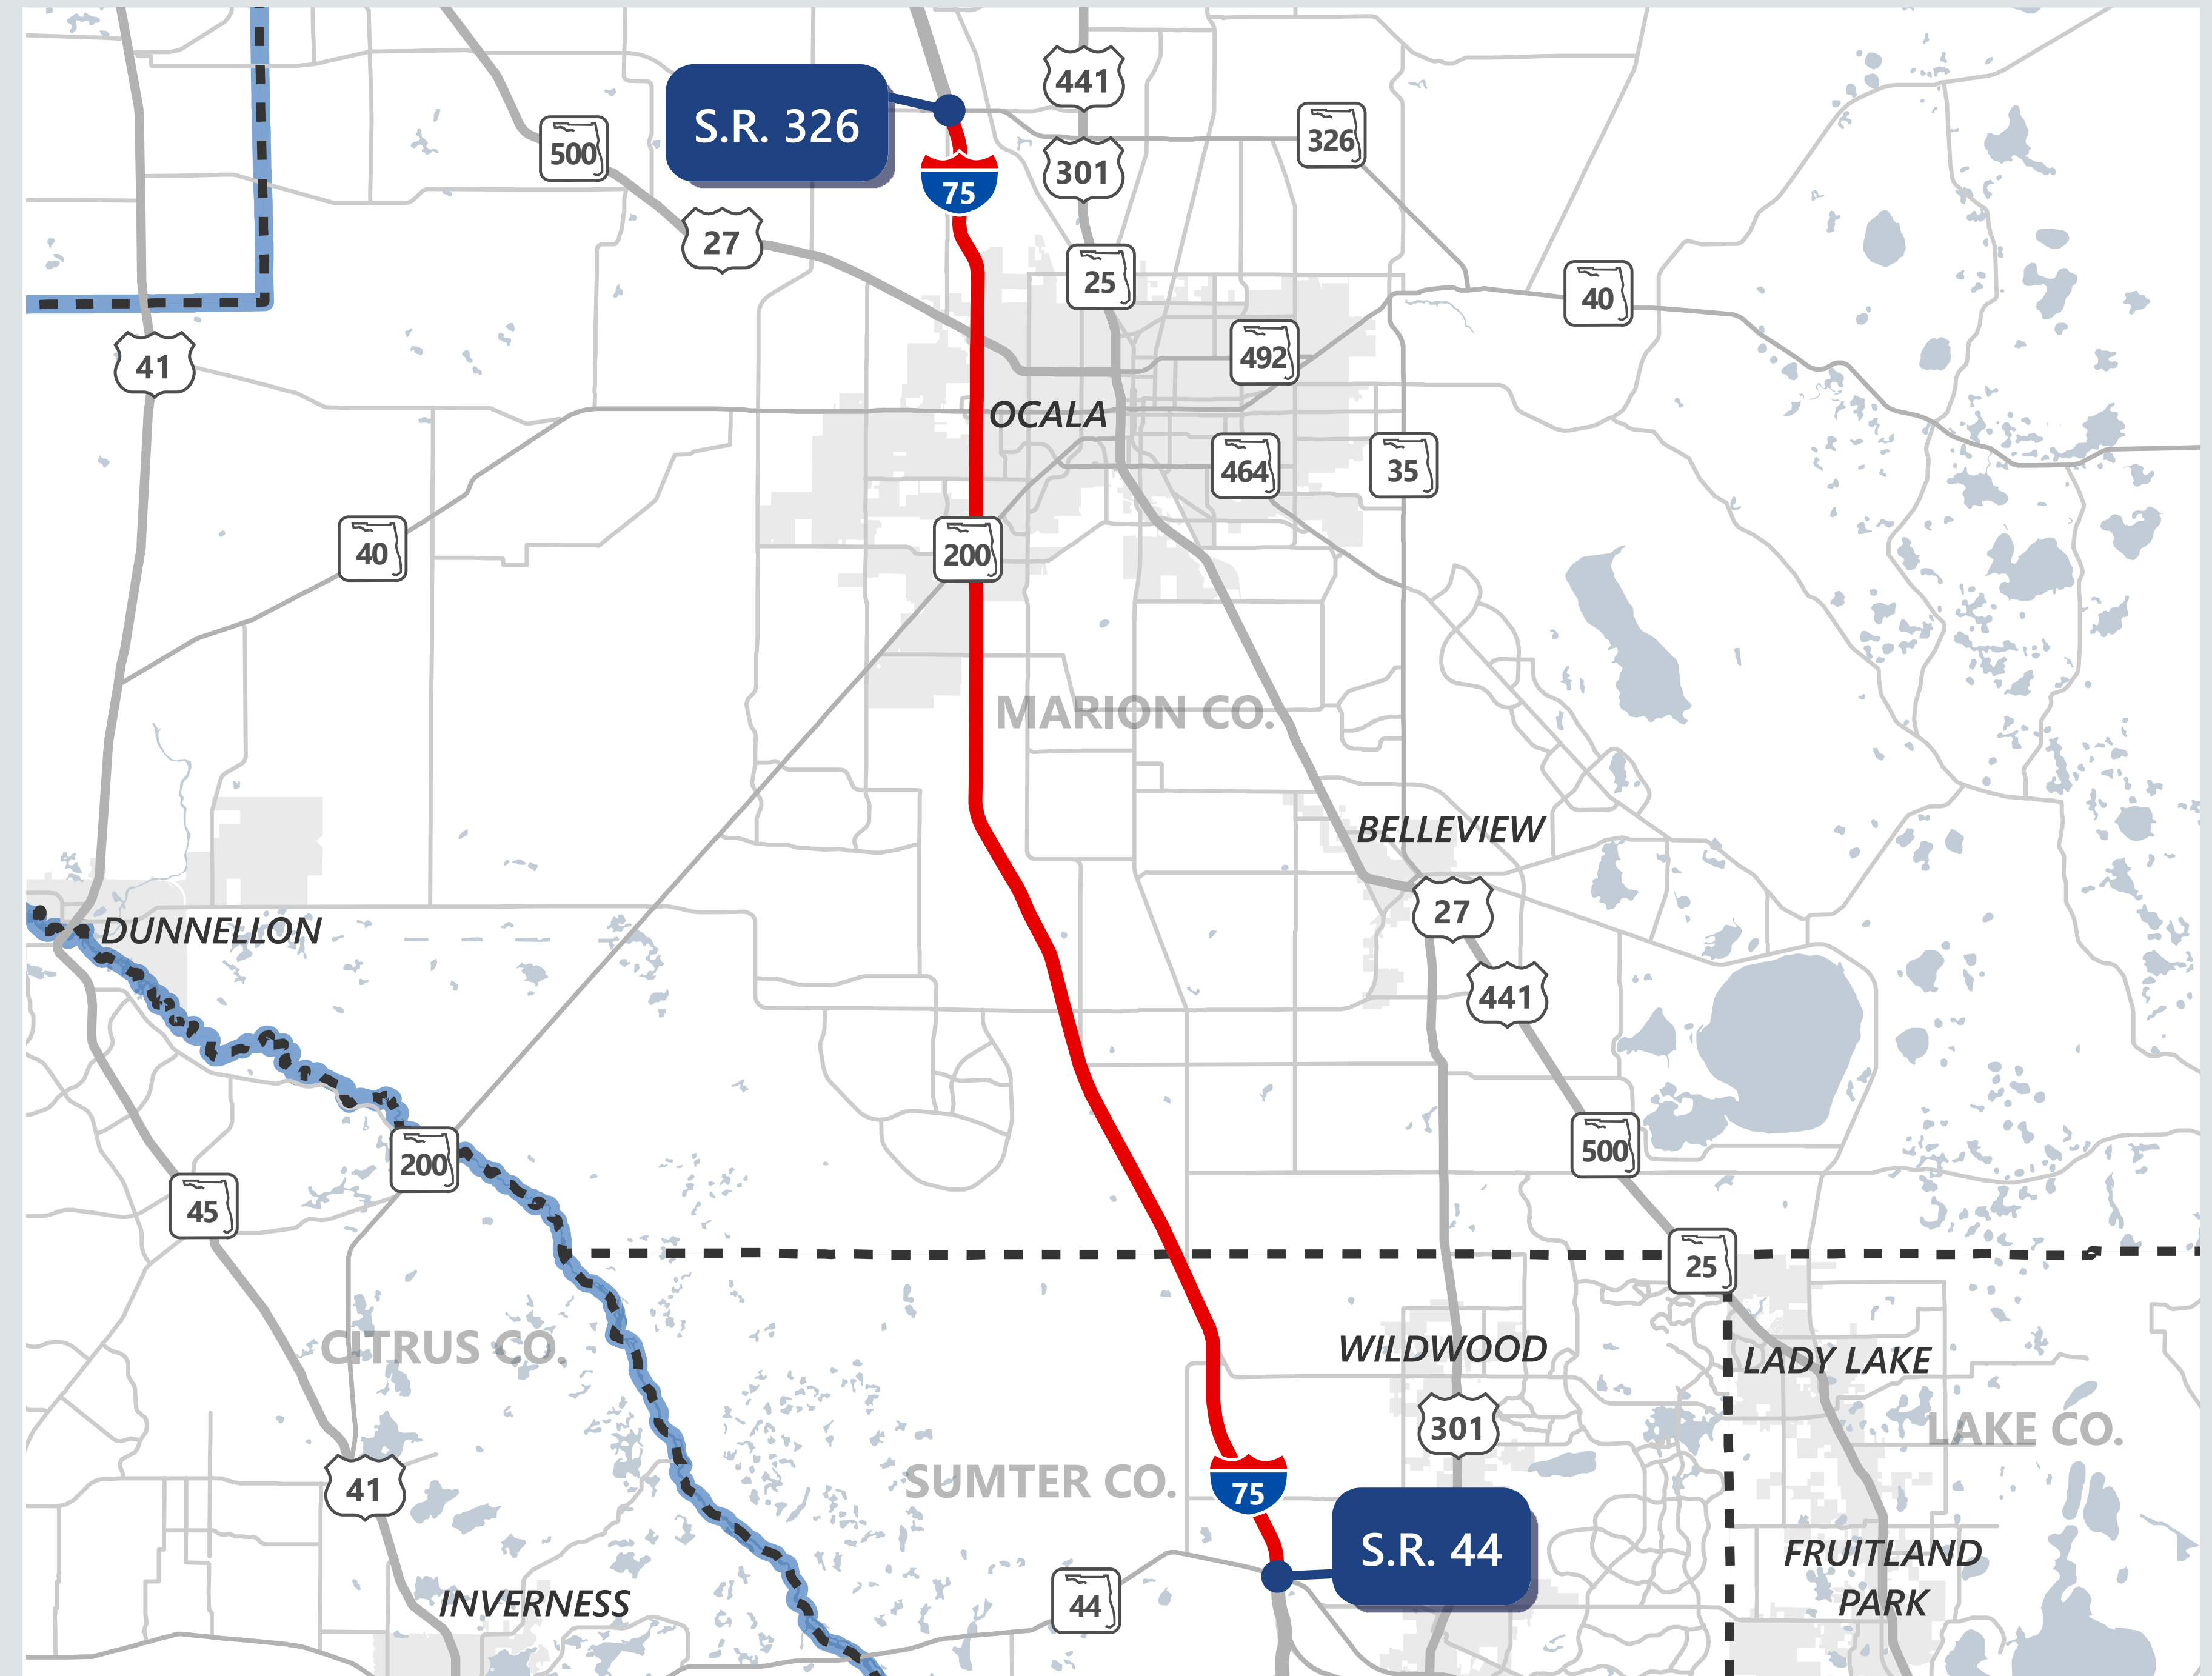 441
S.R. 326
326
500
301
75
27
25
40
492
41
OCALA
464
35
40
200
MARION CO.
BELLEVIEW
27
DUNNELLON
441
500
200
45
25
CITRUS CO.
WILDWOOD
LADY LAKE
301
LAKE CO.
SUMTER CO.
75
41
S.R. 44
FRUITLAND
PARK
INVERNESS
44